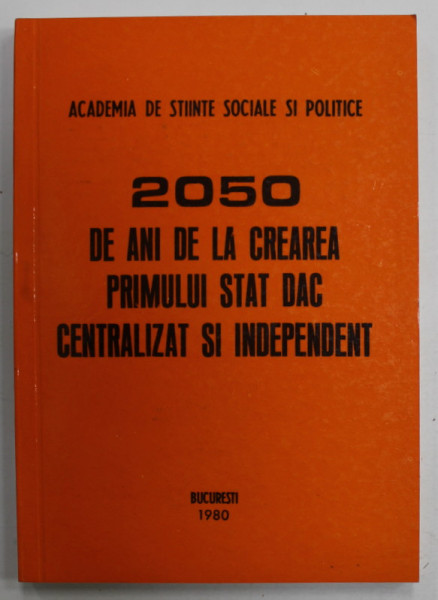 ACADEMIA DE STIINTE SOCIALE SI POLITICE
2050
DE ANI DE LA CREAREA
PRIMULUI STAT DAC
CENTRALIZAT SI INDEPENDENT
BUCURESTI
1980